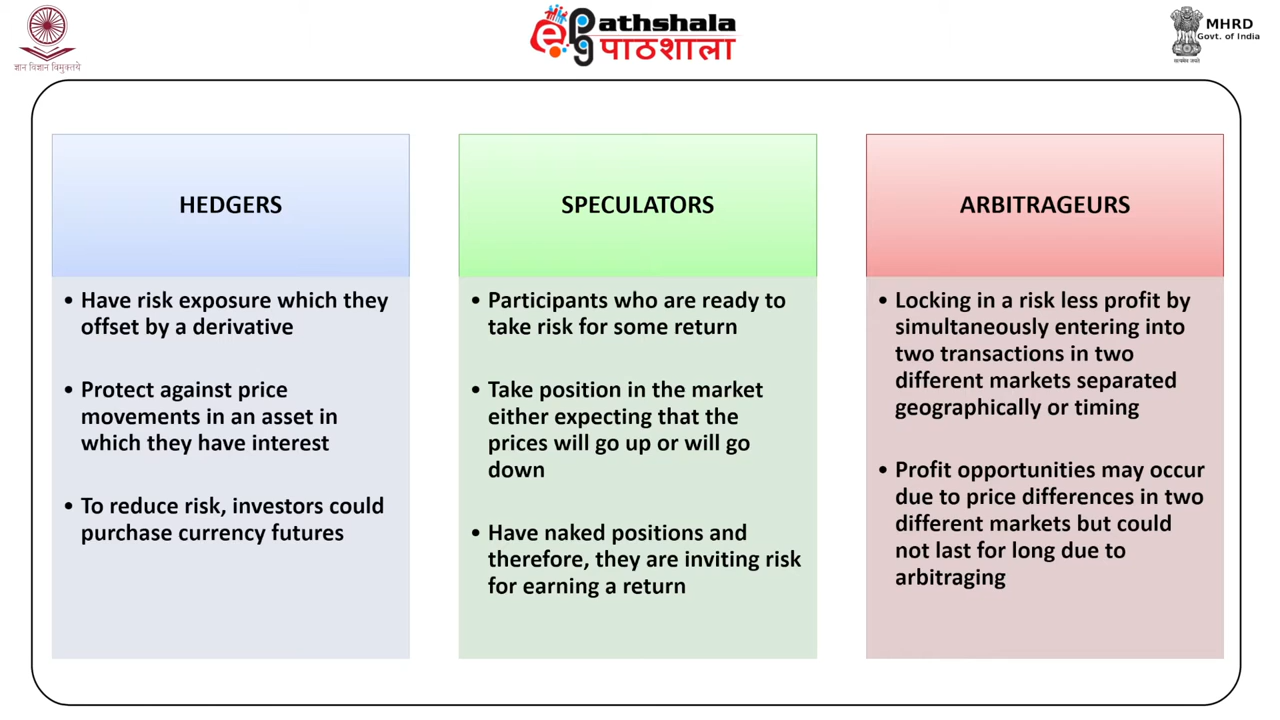 ज्ञान विज्ञान विमुक्तये
ePathshala
pg पाठशाला
MHRD
Govt. of India
सत्यमेव जयते
HEDGERS
• Have risk exposure which they
offset by a derivative
• Protect against price
movements in an asset in
which they have interest
• To reduce risk, investors could
purchase currency futures
SPECULATORS
• Participants who are ready to
take risk for some return
• Take position in the market
either expecting that the
prices will go up or will go
down
• Have naked positions and
therefore, they are inviting risk
for earning a return
ARBITRAGEURS
• Locking in a risk less profit by
simultaneously entering into
two transactions in two
different markets separated
geographically or timing
• Profit opportunities may occur
due to price differences in two
different markets but could
not last for long due to
arbitraging